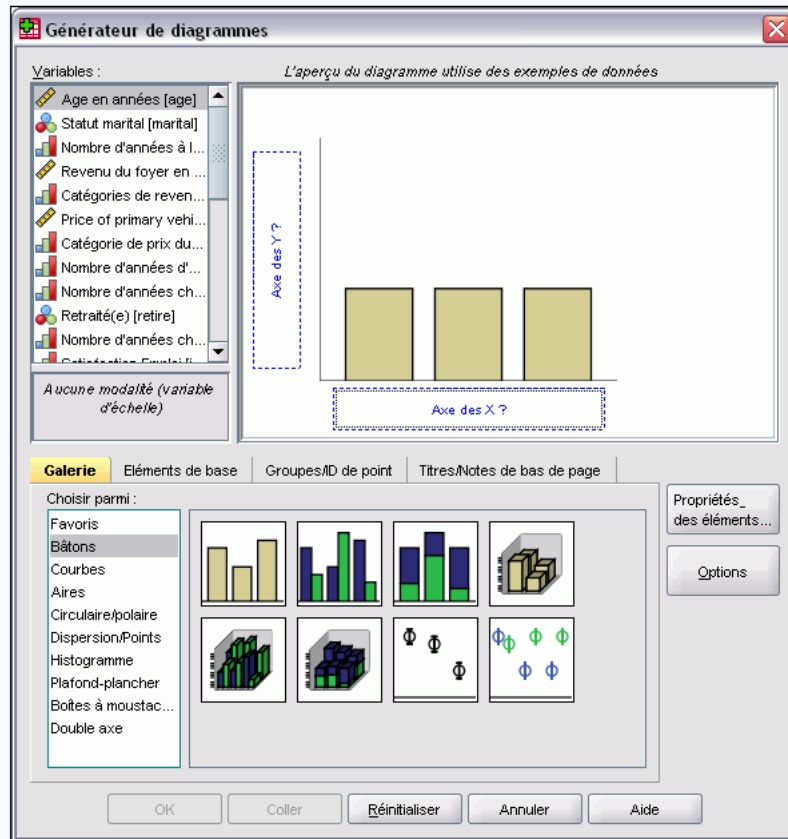 Générateur de diagrammes
Variables :
L'aperçu du diagramme utilise des exemples de données
Age en années [age]
Statut marital [marital]
Nombre d'années à l...
Revenu du foyer en ...
Catégories de reven...
Price of primary vehi...
Catégorie de prix du...
Nombre d'années d'...
Nombre d'années ch...
Retraité(e) [retire]
Nombre d'années ch...
Satisfaction Emploi [j...
Aucune modalité (variable
d'échelle)
Axe des Y ?
Axe des X ?
Galerie
Eléments de base
Groupes/ID de point
Titres/Notes de bas de page
Choisir parmi :
Favoris
Bâtons
Courbes
Aires
Circulaire/polaire
Dispersion/Points
Histogramme
Plafond-plancher
Boîtes à moustac...
Double axe
Propriétés_
des éléments...
Options
OK
Coller
Réinitialiser
Annuler
Aide